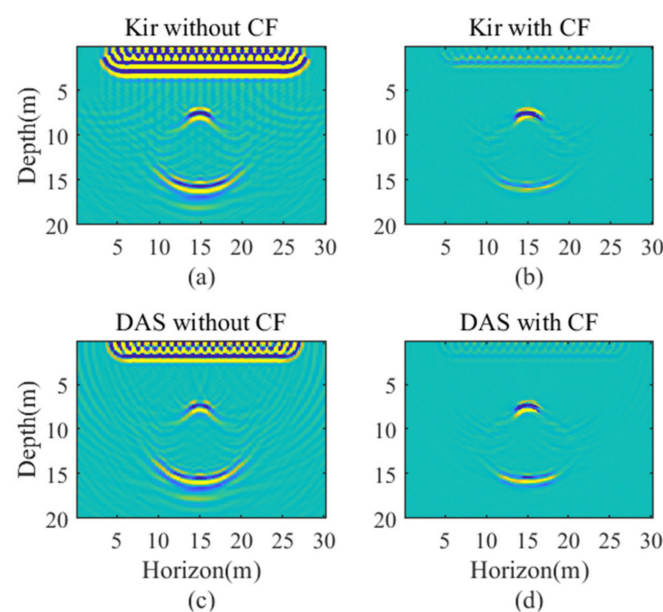 Kir without CF
Kir with CF
Depth(m)
5
10
15
20
5 10 15 20 25 30
(a)
5
10
15
20
5 10 15 20 25 30
(b)
DAS without CF
DAS with CF
Depth(m)
5
10
15
20
5 10 15 20 25 30
Horizon(m)
(c)
5
10
15
20
5 10 15 20 25 30
Horizon(m)
(d)